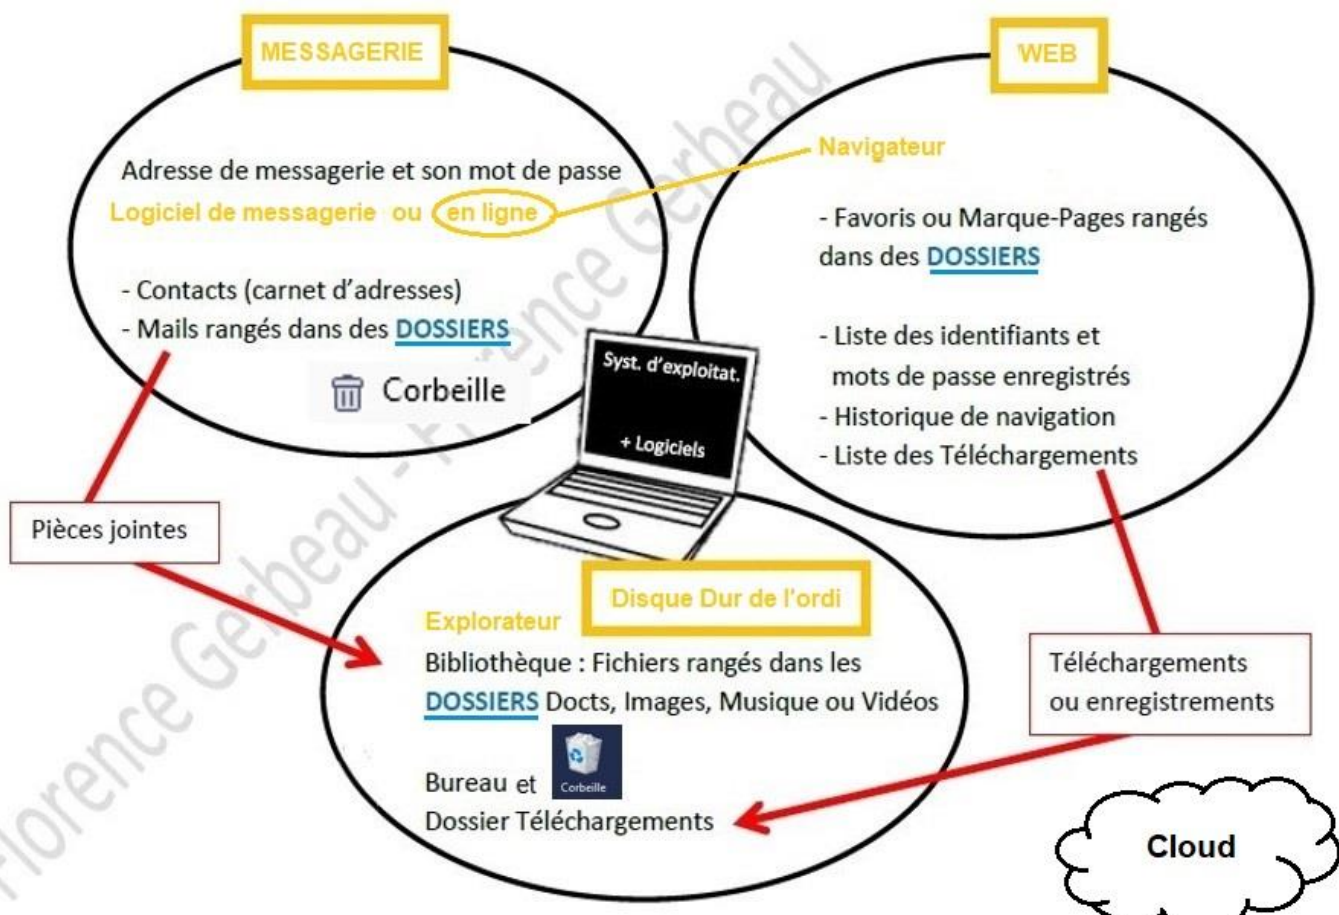 MESSAGERIE
Adresse de messagerie et son mot de passe
Logiciel de messagerie ou en ligne
- Contacts (carnet d'adresses)
- Mails rangés dans des DOSSIERS
Corbeille
WEB
Navigateur
- Favoris ou Marque-Pages rangés
dans des DOSSIERS
- Liste des identifiants et
mots de passe enregistrés
- Historique de navigation
- Liste des Téléchargements
Syst. d'exploitat.
+ Logiciels
Pièces jointes
Disque Dur de l'ordi
Explorateur
Bibliothèque : Fichiers rangés dans les
DOSSIERS Docts, Images, Musique ou Vidéos
Bureau et
Corbeille
Dossier Téléchargements
Téléchargements
ou enregistrements
Cloud
Florence Gerbeau - Florence Gerbeau